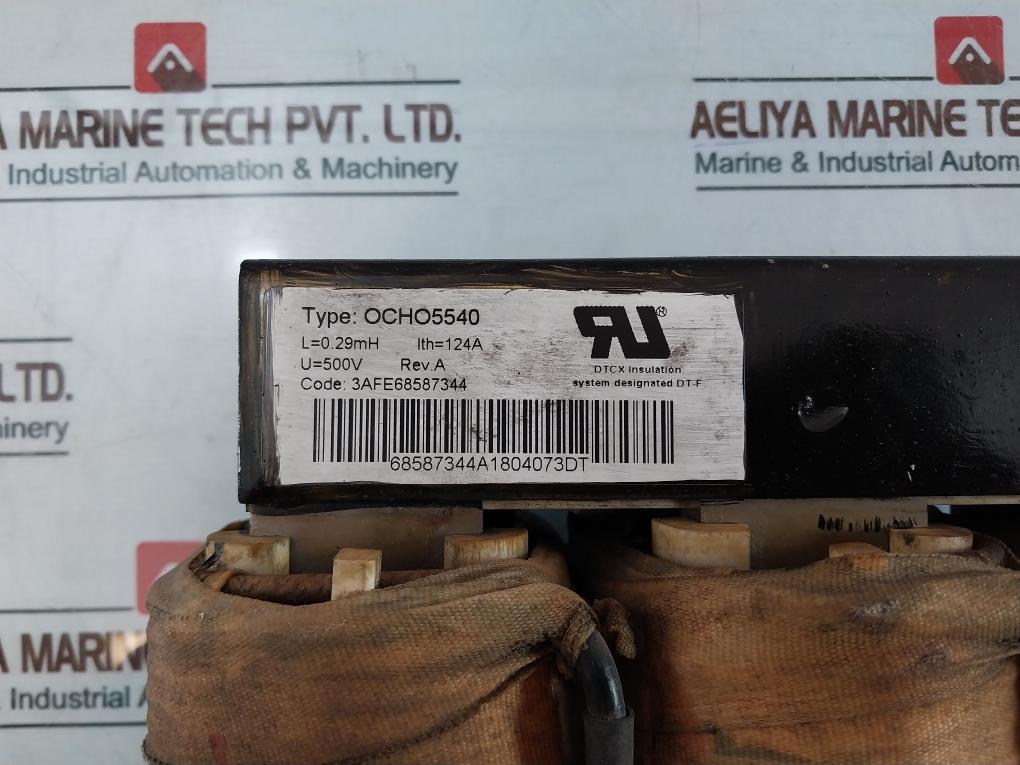 A MARINE TECH PVT. LTD.
Industrial Automation & Machinery
AELIYA MARINE TE
Marine & Industrial Autom
LTD.
hinery
Type: OCHO5540
L=0.29mH Ith=124A
U=500V Rev.A
Code: 3AFE68587344
68587344A1804073DT
RU®
DTCX insulation
system designated DT-F
A MARIN
Industrial A